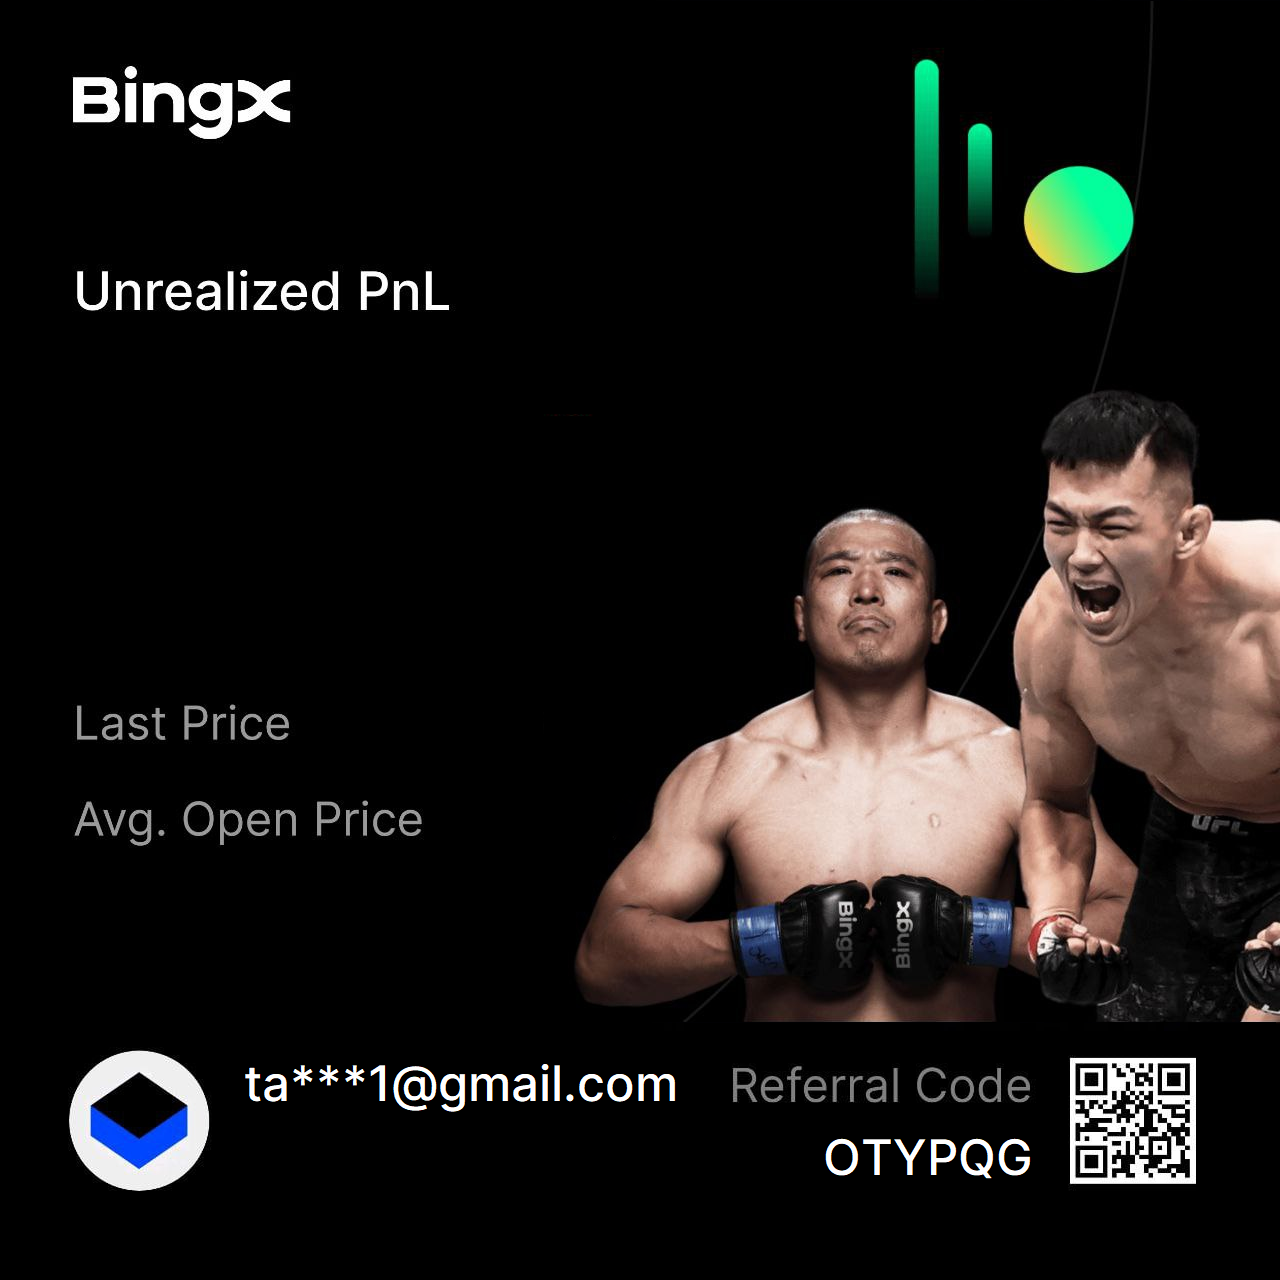 BingX
Unrealized PnL
Last Price
Avg. Open Price
UFC
BingX
BingX
ta***1@gmail.com
Referral Code
OTYPQG